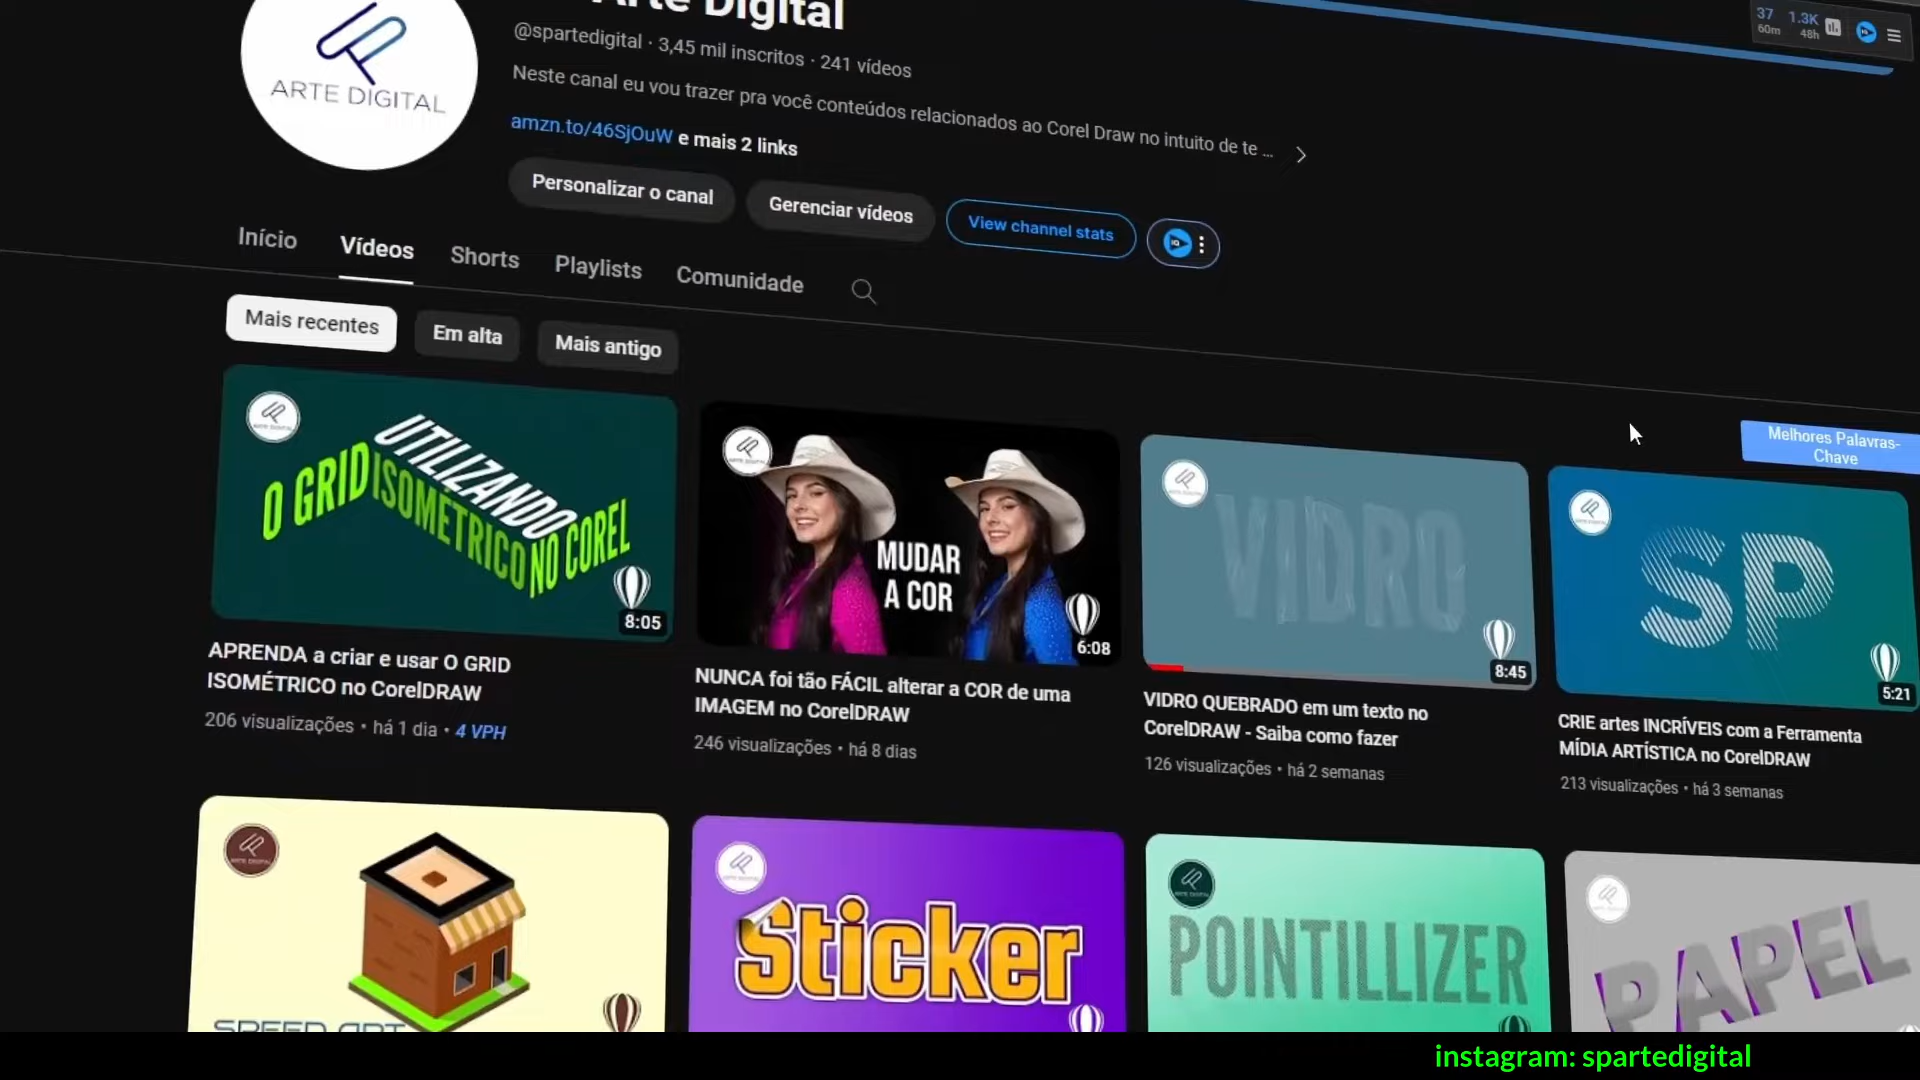 Arte Digital
ARTE DIGITAL
@spartedigital · 3,45 mil inscritos · 241 vídeos
Neste canal eu vou trazer pra você conteúdos relacionados ao Corel Draw no intuito de te ...
amzn.to/46SjOuW e mais 2 links
Personalizar o canal
Gerenciar vídeos
View channel stats
37
60m
1.3K
48h
Início
Vídeos
Shorts
Playlists
Comunidade
Mais recentes
Em alta
Mais antigo
Melhores Palavras-
Chave
UTILIZANDO
O GRID ISOMÉTRICO NO COREL
8:05
MUDAR
A COR
6:08
VIDRO
8:45
SP
5:21
APRENDA a criar e usar O GRID
ISOMÉTRICO no CorelDRAW
206 visualizações • há 1 dia • 4 VPH
NUNCA foi tão FÁCIL alterar a COR de uma
IMAGEM no CorelDRAW
246 visualizações • há 8 dias
VIDRO QUEBRADO em um texto no
CorelDRAW - Saiba como fazer
126 visualizações • há 2 semanas
CRIE artes INCRÍVEIS com a Ferramenta
MÍDIA ARTÍSTICA no CorelDRAW
213 visualizações • há 3 semanas
SPEED ART
Sticker
POINTILLIZER
PAPEL
instagram: spartedigital